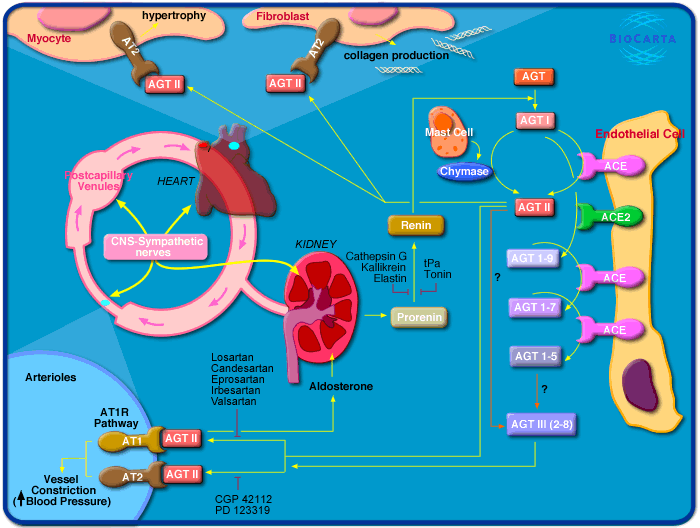 hypertrophy
Myocyte
AT2
AGT II
Fibroblast
AT2
AGT II
collagen production
BIOCARTA
AGT
AGT I
Mast Cell
Chymase
Endothelial Cell
ACE
AGT II
ACE2
Postcapillary
Venules
HEART
CNS-Sympathetic
nerves
KIDNEY
Renin
Cathepsin G
Kallikrein
Elastin
tPa
Tonin
Prorenin
?
AGT 1-9
ACE
AGT 1-7
ACE
AGT 1-5
?
AGT III (2-8)
Losartan
Candesartan
Eprosartan
Irbesartan
Valsartan
Aldosterone
Arterioles
AT1R
Pathway
AT1
AGT II
AT2
AGT II
Vessel
Constriction
(Blood Pressure)
CGP 42112
PD 123319